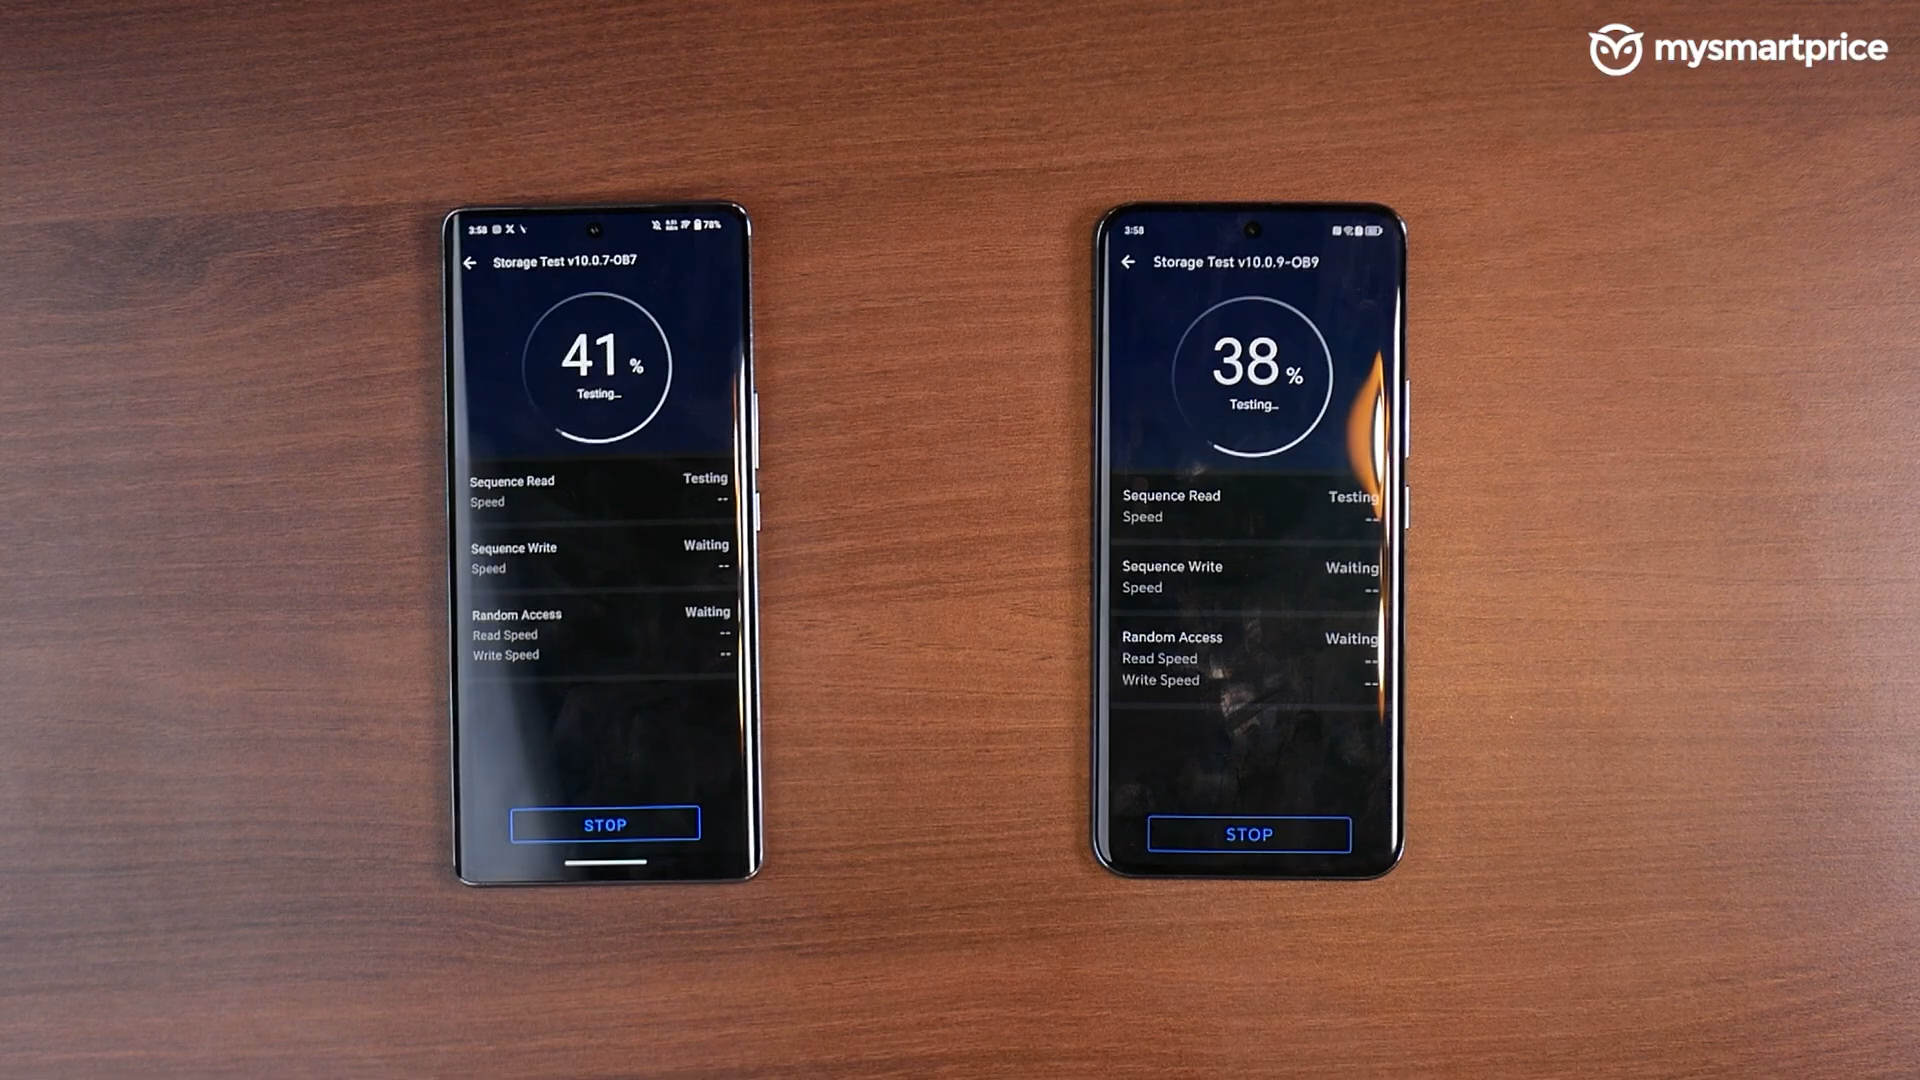 mysmartprice
3:58 78%
Storage Test v10.0.7-OB7
41 %
Testing...
Sequence Read Testing
Speed --
Sequence Write Waiting
Speed --
Random Access Waiting
Read Speed --
Write Speed --
STOP
3:58
Storage Test v10.0.9-OB9
38 %
Testing...
Sequence Read Testing
Speed --
Sequence Write Waiting
Speed --
Random Access Waiting
Read Speed --
Write Speed --
STOP